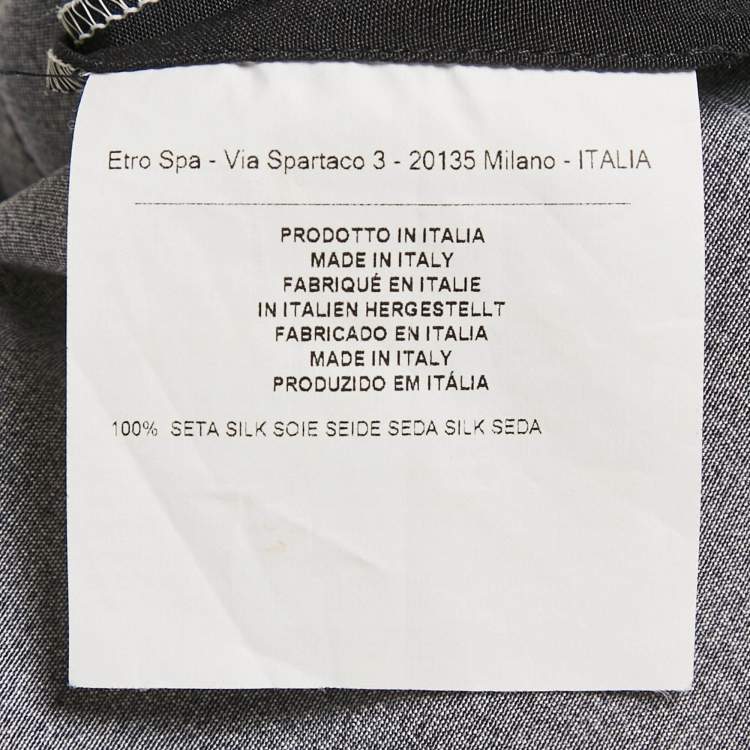 Etro Spa - Via Spartaco 3 - 20135 Milano - ITALIA
PRODOTTO IN ITALIA
MADE IN ITALY
FABRIQUÉ EN ITALIE
IN ITALIEN HERGESTELLT
FABRICADO EN ITALIA
MADE IN ITALY
PRODUZIDO EM ITÁLIA
100% SETA SILK SOIE SEIDE SEDA SILK SEDA